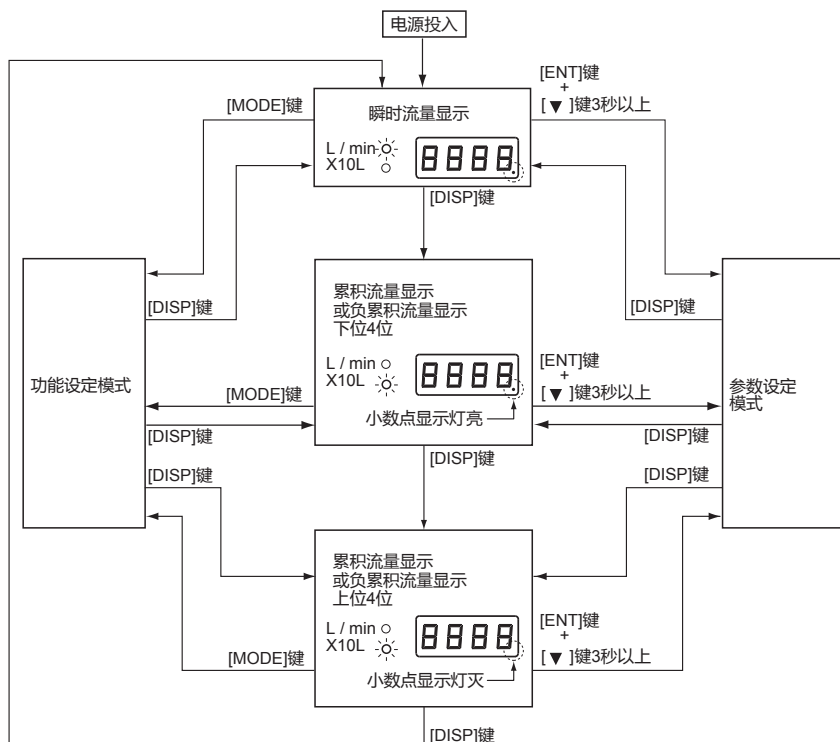 电源投入
[MODE]键
瞬时流量显示
L / min
X10L
8888.
[ENT]键
+
[ ▼ ]键3秒以上
[DISP]键
[DISP]键
[DISP]键
功能设定模式
累积流量显示
或负累积流量显示
下位4位
L / min
X10L
8888.
小数点显示灯亮
[MODE]键
[DISP]键
[ENT]键
+
[ ▼ ]键3秒以上
[DISP]键
参数设定
模式
[DISP]键
[DISP]键
[DISP]键
累积流量显示
或负累积流量显示
上位4位
L / min
X10L
8888
小数点显示灯灭
[MODE]键
[ENT]键
+
[ ▼ ]键3秒以上
[DISP]键